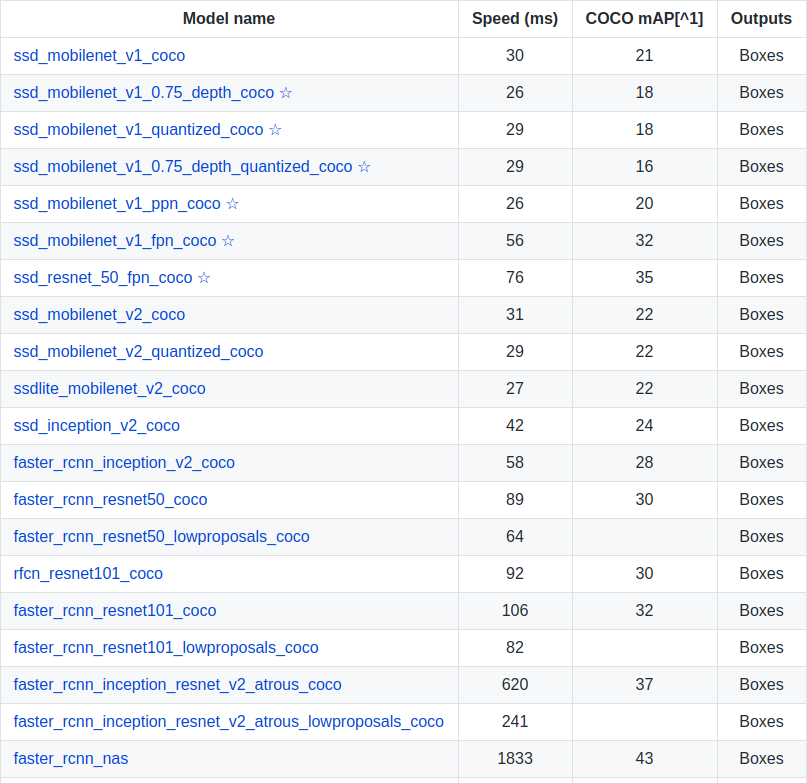 Model name Speed (ms) COCO mAP[^1] Outputs
ssd_mobilenet_v1_coco 30 21 Boxes
ssd_mobilenet_v1_0.75_depth_coco ☆ 26 18 Boxes
ssd_mobilenet_v1_quantized_coco ☆ 29 18 Boxes
ssd_mobilenet_v1_0.75_depth_quantized_coco ☆ 29 16 Boxes
ssd_mobilenet_v1_ppn_coco ☆ 26 20 Boxes
ssd_mobilenet_v1_fpn_coco ☆ 56 32 Boxes
ssd_resnet_50_fpn_coco ☆ 76 35 Boxes
ssd_mobilenet_v2_coco 31 22 Boxes
ssd_mobilenet_v2_quantized_coco 29 22 Boxes
ssdlite_mobilenet_v2_coco 27 22 Boxes
ssd_inception_v2_coco 42 24 Boxes
faster_rcnn_inception_v2_coco 58 28 Boxes
faster_rcnn_resnet50_coco 89 30 Boxes
faster_rcnn_resnet50_lowproposals_coco 64 Boxes
rfcn_resnet101_coco 92 30 Boxes
faster_rcnn_resnet101_coco 106 32 Boxes
faster_rcnn_resnet101_lowproposals_coco 82 Boxes
faster_rcnn_inception_resnet_v2_atrous_coco 620 37 Boxes
faster_rcnn_inception_resnet_v2_atrous_lowproposals_coco 241 Boxes
faster_rcnn_nas 1833 43 Boxes